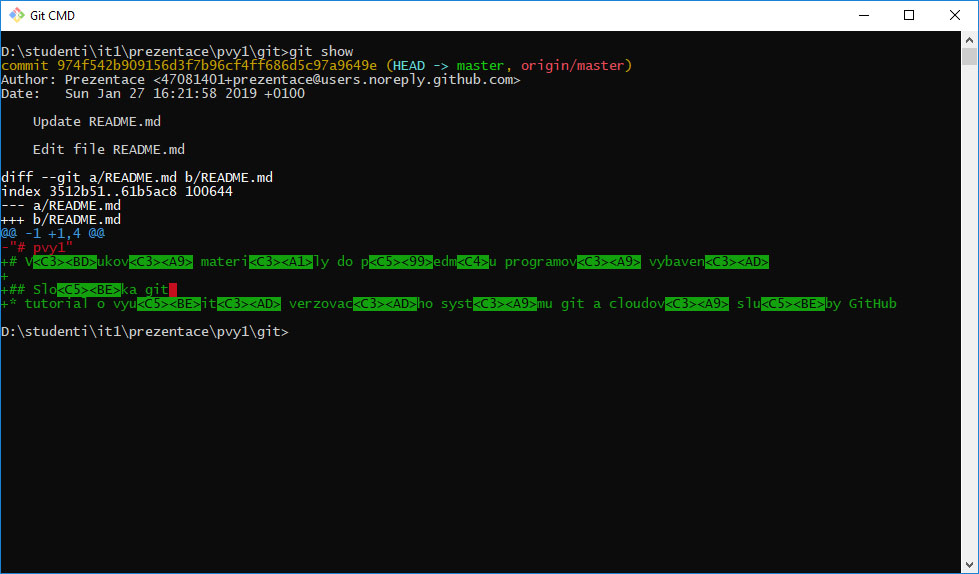 Git CMD
D:\studenti\it1\prezentace\pvy1\git>git show
commit 974f542b909156d3f7b96cf4ff686d5c97a9649e (HEAD -> master, origin/master)
Author: Prezentace <47081401+prezentace@users.noreply.github.com>
Date:   Sun Jan 27 16:21:58 2019 +0100
    Update README.md
    Edit file README.md
diff --git a/README.md b/README.md
index 3512b51..61b5ac8 100644
--- a/README.md
+++ b/README.md
@@ -1 +1,4 @@
-"# pvy1"
+# V<C3><BD>ukov<C3><A9> materi<C3><A1>ly do p<C5><99>edm<C4>u programov<C3><A9> vybaven<C3><AD>
+
+## Slo<C5><BE>ka git
+* tutorial o vyu<C5><BE>it<C3><AD> verzovac<C3><AD>ho syst<C3><A9>mu git a cloudov<C3><A9> slu<C5><BE>by GitHub
D:\studenti\it1\prezentace\pvy1\git>